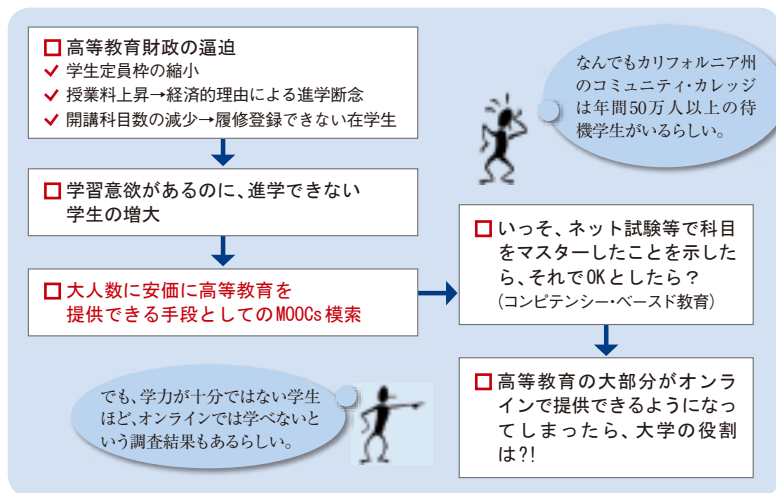 □ 高等教育財政の逼迫
✓ 学生定員枠の縮小
✓ 授業料上昇→経済的理由による進学断念
✓ 開講科目数の減少→履修登録できない在学生
なんでもカリフォルニア州
のコミュニティ・カレッジ
は年間50万人以上の待
機学生がいるらしい。
□ 学習意欲があるのに、進学できない
学生の増大
□ 大人数に安価に高等教育を
提供できる手段としてのMOOCs模索
□ いっそ、ネット試験等で科目
をマスターしたことを示した
ら、それでOKとしたら？
(コンピテンシー・ベースド教育)
でも、学力が十分ではない学生
ほど、オンラインでは学べないと
いう調査結果もあるらしい。
□ 高等教育の大部分がオンラ
インで提供できるようになっ
てしまったら、大学の役割
は?!